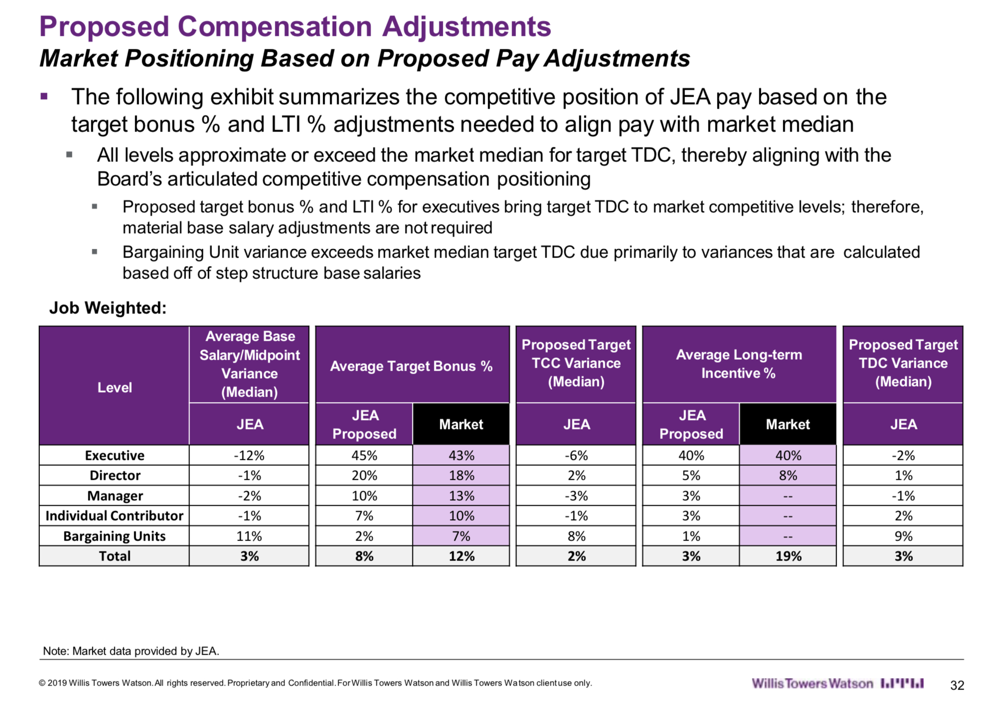 Proposed Compensation Adjustments
Market Positioning Based on Proposed Pay Adjustments
▪ The following exhibit summarizes the competitive position of JEA pay based on the
target bonus % and LTI % adjustments needed to align pay with market median
▪ All levels approximate or exceed the market median for target TDC, thereby aligning with the
Board’s articulated competitive compensation positioning
▪ Proposed target bonus % and LTI % for executives bring target TDC to market competitive levels; therefore,
material base salary adjustments are not required
▪ Bargaining Unit variance exceeds market median target TDC due primarily to variances that are calculated
based off of step structure base salaries
Job Weighted:
Level
Average Base
Salary/Midpoint
Variance
(Median)
Average Target Bonus %
Proposed Target
TCC Variance
(Median)
Average Long-term
Incentive %
Proposed Target
TDC Variance
(Median)
JEA
JEA
Proposed
Market
JEA
JEA
Proposed
Market
JEA
Executive -12% 45% 43% -6% 40% 40% -2%
Director -1% 20% 18% 2% 5% 8% 1%
Manager -2% 10% 13% -3% 3% -- -1%
Individual Contributor -1% 7% 10% -1% 3% -- 2%
Bargaining Units 11% 2% 7% 8% 1% -- 9%
Total 3% 8% 12% 2% 3% 19% 3%
Note: Market data provided by JEA.
© 2019 Willis Towers Watson. All rights reserved. Proprietary and Confidential. For Willis Towers Watson and Willis Towers Watson client use only.
Willis Towers Watson
32